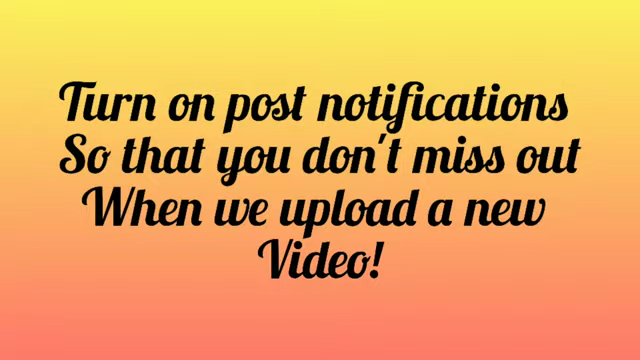 Turn on post notifications
So that you don't miss out
When we upload a new
Video!